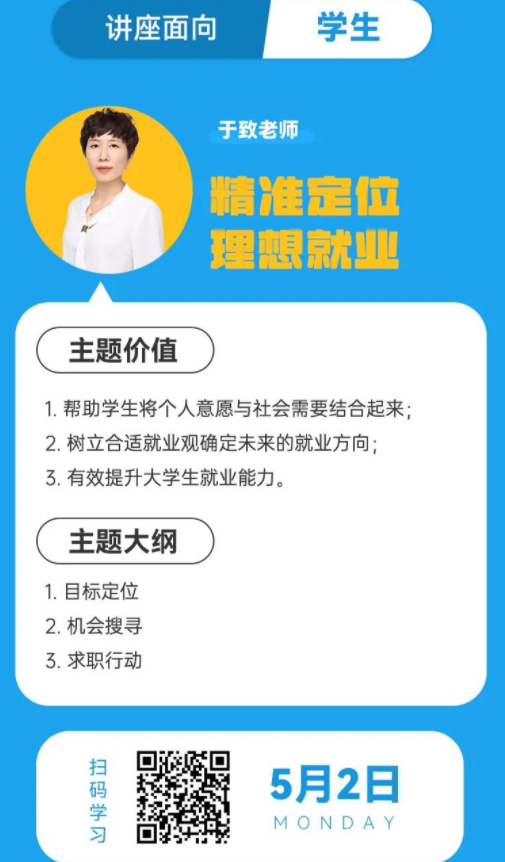 讲座面向
学生
于致老师
精准定位
理想就业
主题价值
1. 帮助学生将个人意愿与社会需要结合起来；
2. 树立合适就业观确定未来的就业方向；
3. 有效提升大学生就业能力。
主题大纲
1. 目标定位
2. 机会搜寻
3. 求职行动
扫码学习
5月2日
MONDAY